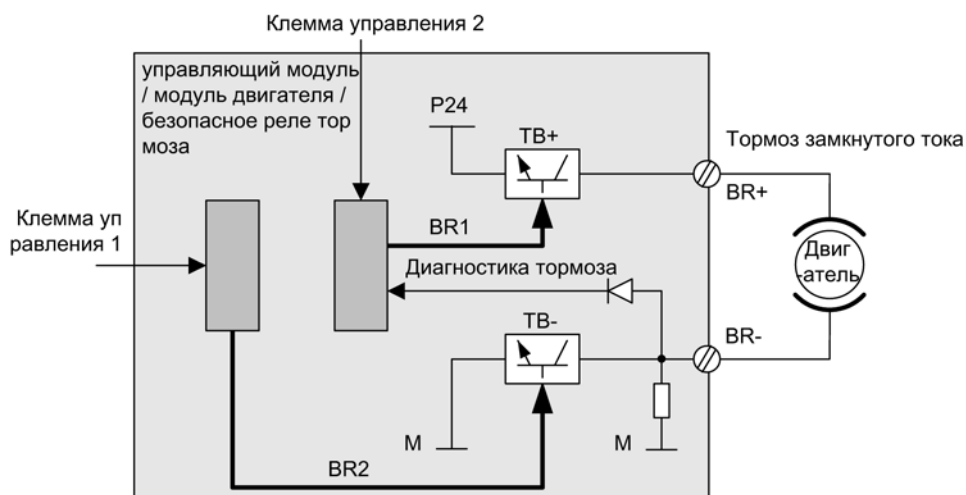 Клемма управления 2
управляющий модуль
/ модуль двигателя /
безопасное реле тор
моза
P24
TB+
Тормоз замкнутого тока
BR+
Клемма уп
равления 1
BR1
Двиг
-атель
Диагностика тормоза
TB-
BR-
M
M
BR2